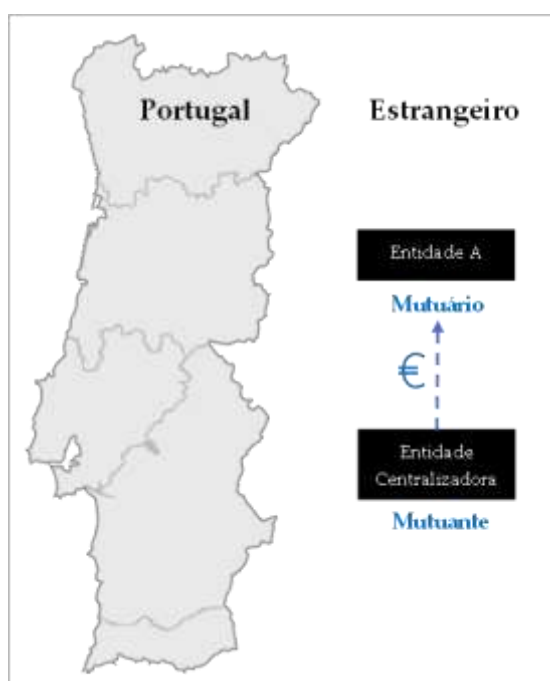 Portugal
Estrangeiro
Entidade A
Mutuário
€
Entidade
Centralizadora
Mutuante